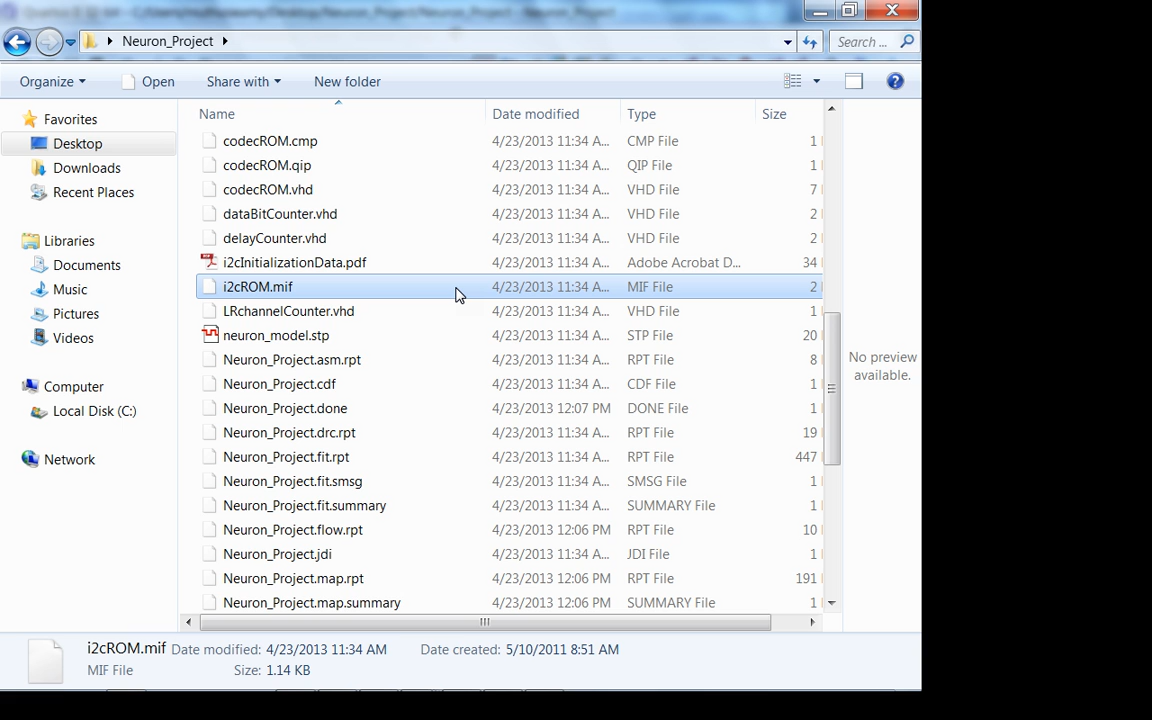 Neuron_Project
Search ...
Organize Open Share with New folder
Name Date modified Type Size
Favorites
Desktop
Downloads
Recent Places
Libraries
Documents
Music
Pictures
Videos
Computer
Local Disk (C:)
Network
codecROM.cmp 4/23/2013 11:34 A... CMP File 1
codecROM.qip 4/23/2013 11:34 A... QIP File 1
codecROM.vhd 4/23/2013 11:34 A... VHD File 7
dataBitCounter.vhd 4/23/2013 11:34 A... VHD File 2
delayCounter.vhd 4/23/2013 11:34 A... VHD File 2
i2cInitializationData.pdf 4/23/2013 11:34 A... Adobe Acrobat D... 34
i2cROM.mif 4/23/2013 11:34 A... MIF File 2
LRchannelCounter.vhd 4/23/2013 11:34 A... VHD File 1
neuron_model.stp 4/23/2013 11:34 A... STP File 20
Neuron_Project.asm.rpt 4/23/2013 11:34 A... RPT File 8
Neuron_Project.cdf 4/23/2013 11:34 A... CDF File 1
Neuron_Project.done 4/23/2013 12:07 PM DONE File 1
Neuron_Project.drc.rpt 4/23/2013 11:34 A... RPT File 19
Neuron_Project.fit.rpt 4/23/2013 11:34 A... RPT File 447
Neuron_Project.fit.smsg 4/23/2013 11:34 A... SMSG File 1
Neuron_Project.fit.summary 4/23/2013 11:34 A... SUMMARY File 1
Neuron_Project.flow.rpt 4/23/2013 12:06 PM RPT File 10
Neuron_Project.jdi 4/23/2013 11:34 A... JDI File 1
Neuron_Project.map.rpt 4/23/2013 12:06 PM RPT File 191
Neuron_Project.map.summary 4/23/2013 12:06 PM SUMMARY File 1
No preview
available.
i2cROM.mif Date modified: 4/23/2013 11:34 AM Date created: 5/10/2011 8:51 AM
MIF File Size: 1.14 KB